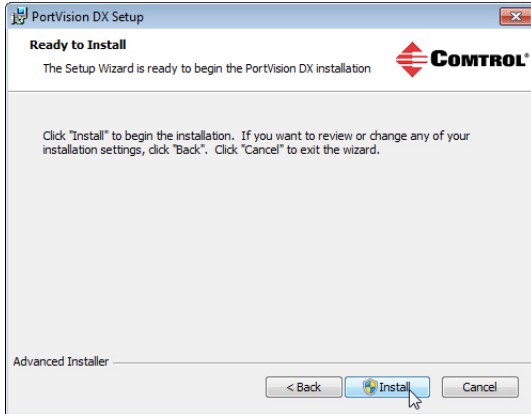 PortVision DX Setup
Ready to Install
The Setup Wizard is ready to begin the PortVision DX installation
COMTROL®
Click "Install" to begin the installation. If you want to review or change any of your
installation settings, click "Back". Click "Cancel" to exit the wizard.
Advanced Installer
< Back
Install
Cancel